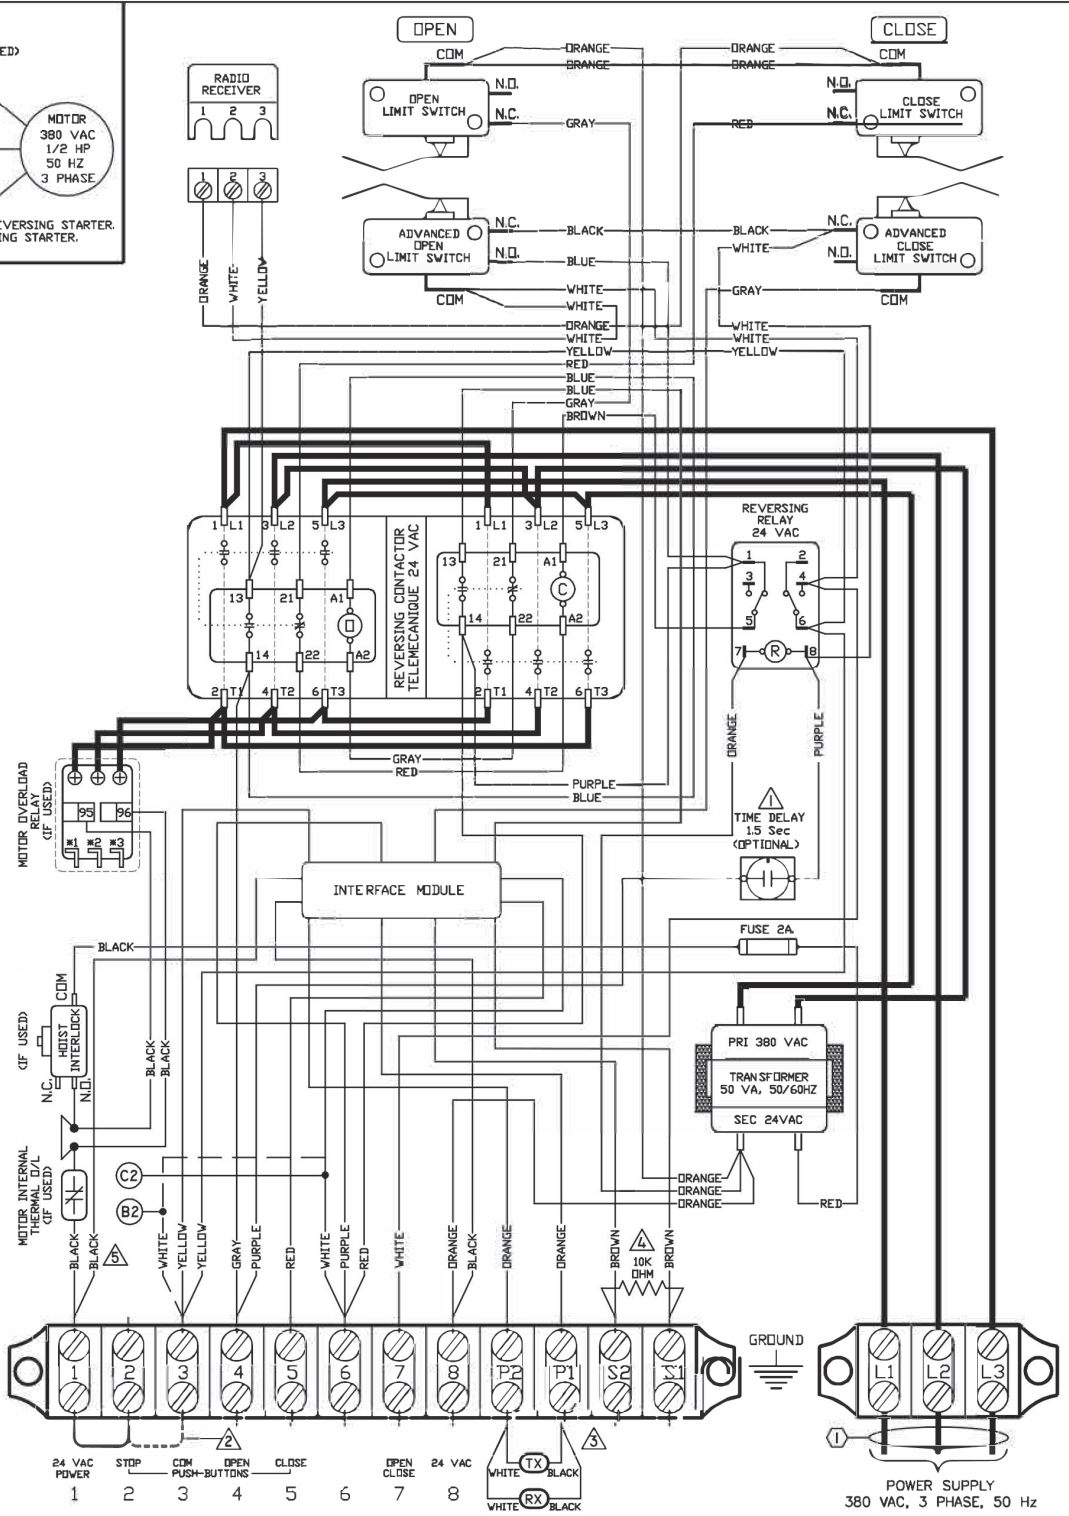 OPEN
CLOSE
ED)
MOTOR
380 VAC
1/2 HP
50 HZ
3 PHASE
EVERSING STARTER.
ING STARTER.
RADIO
RECEIVER
1 2 3
1 2 3
ORANGE
WHITE
YELLOW
COM
N.O.
OPEN
LIMIT SWITCH
N.C.
ORANGE
ORANGE
GRAY
ORANGE
ORANGE
RED
COM
N.O.
CLOSE
LIMIT SWITCH
N.C.
ADVANCED
OPEN
LIMIT SWITCH
N.C.
N.O.
COM
BLACK
BLUE
WHITE
WHITE
ORANGE
WHITE
YELLOW
RED
BLUE
BLUE
GRAY
BROWN
BLACK
WHITE
GRAY
WHITE
WHITE
YELLOW
N.C.
N.O.
ADVANCED
CLOSE
LIMIT SWITCH
COM
1 L1 3 L2 5 L3
13 21 A1
O
14 22 A2
2 T1 4 T2 6 T3
REVERSING CONTACTOR
TELEMECANIQUE 24 VAC
1 L1 3 L2 5 L3
13 21 A1
C
14 22 A2
2 T1 4 T2 6 T3
REVERSING
RELAY
24 VAC
1 2
3 4
5 6
7 R 8
ORANGE
PURPLE
GRAY
RED
PURPLE
BLUE
MOTOR OVERLOAD
RELAY
(IF USED)
95 96
*1 *2 *3
1
TIME DELAY
1.5 Sec
(OPTIONAL)
INTERFACE MODULE
FUSE 2A.
BLACK
COM
(IF USED)
HOIST
INTERLOCK
N.C.
N.O.
BLACK
BLACK
PRI 380 VAC
TRANSFORMER
50 VA, 50/60HZ
SEC 24VAC
MOTOR INTERNAL
THERMAL O/L
(IF USED)
C2
B2
ORANGE
ORANGE
ORANGE
RED
BLACK
BLACK
5
WHITE
YELLOW
YELLOW
GRAY
PURPLE
RED
WHITE
PURPLE
RED
WHITE
ORANGE
BLACK
ORANGE
ORANGE
BROWN
4
10K
OHM
BROWN
1 2 3 4 5 6 7 8 P2 P1 S2 S1
GROUND
L1 L2 L3
2
3
1
24 VAC
POWER
STOP
COM
OPEN
CLOSE
PUSH-BUTTONS
OPEN
CLOSE
24 VAC
1 2 3 4 5 6 7 8
WHITE TX BLACK
WHITE RX BLACK
POWER SUPPLY
380 VAC, 3 PHASE, 50 Hz